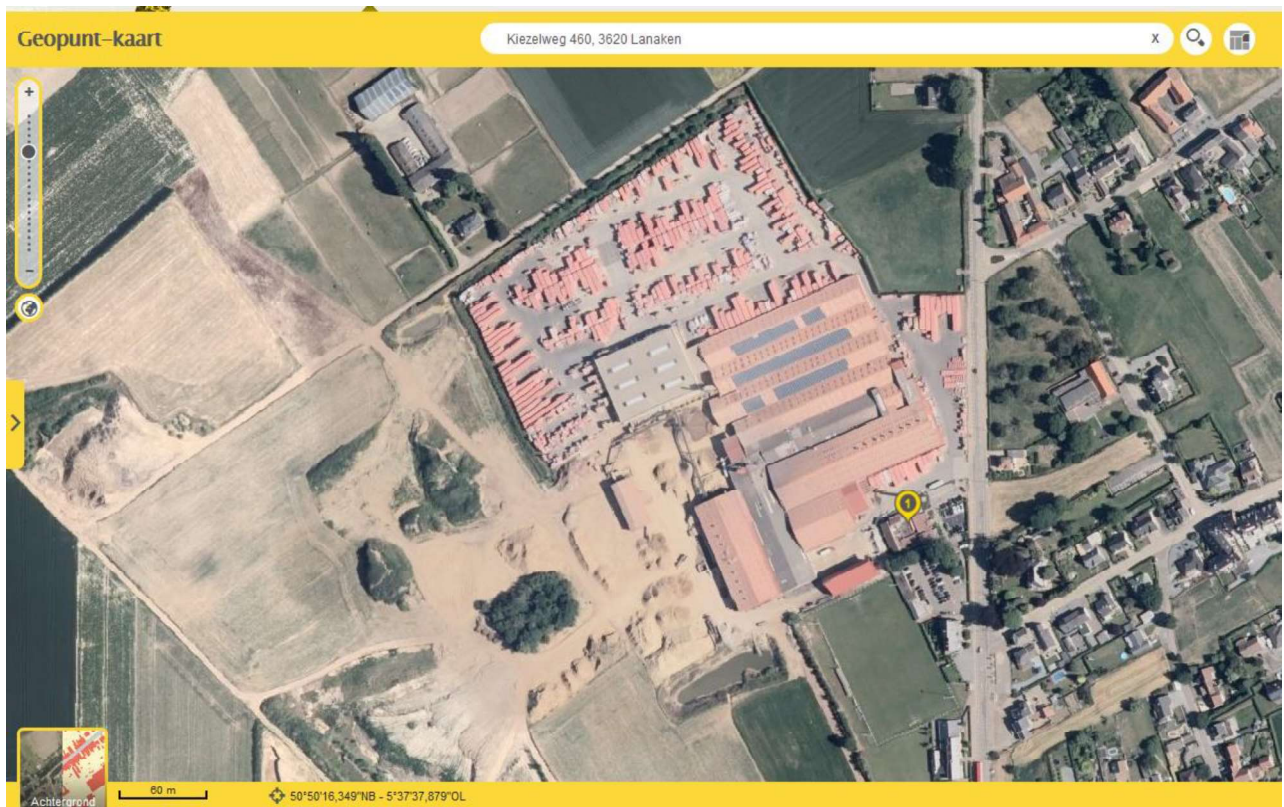 Geopunt-kaart
Kiezelweg 460, 3620 Lanaken
x
+
-
>
1
Achtergrond
60 m
50°50'16,349"NB - 5°37'37,879"OL